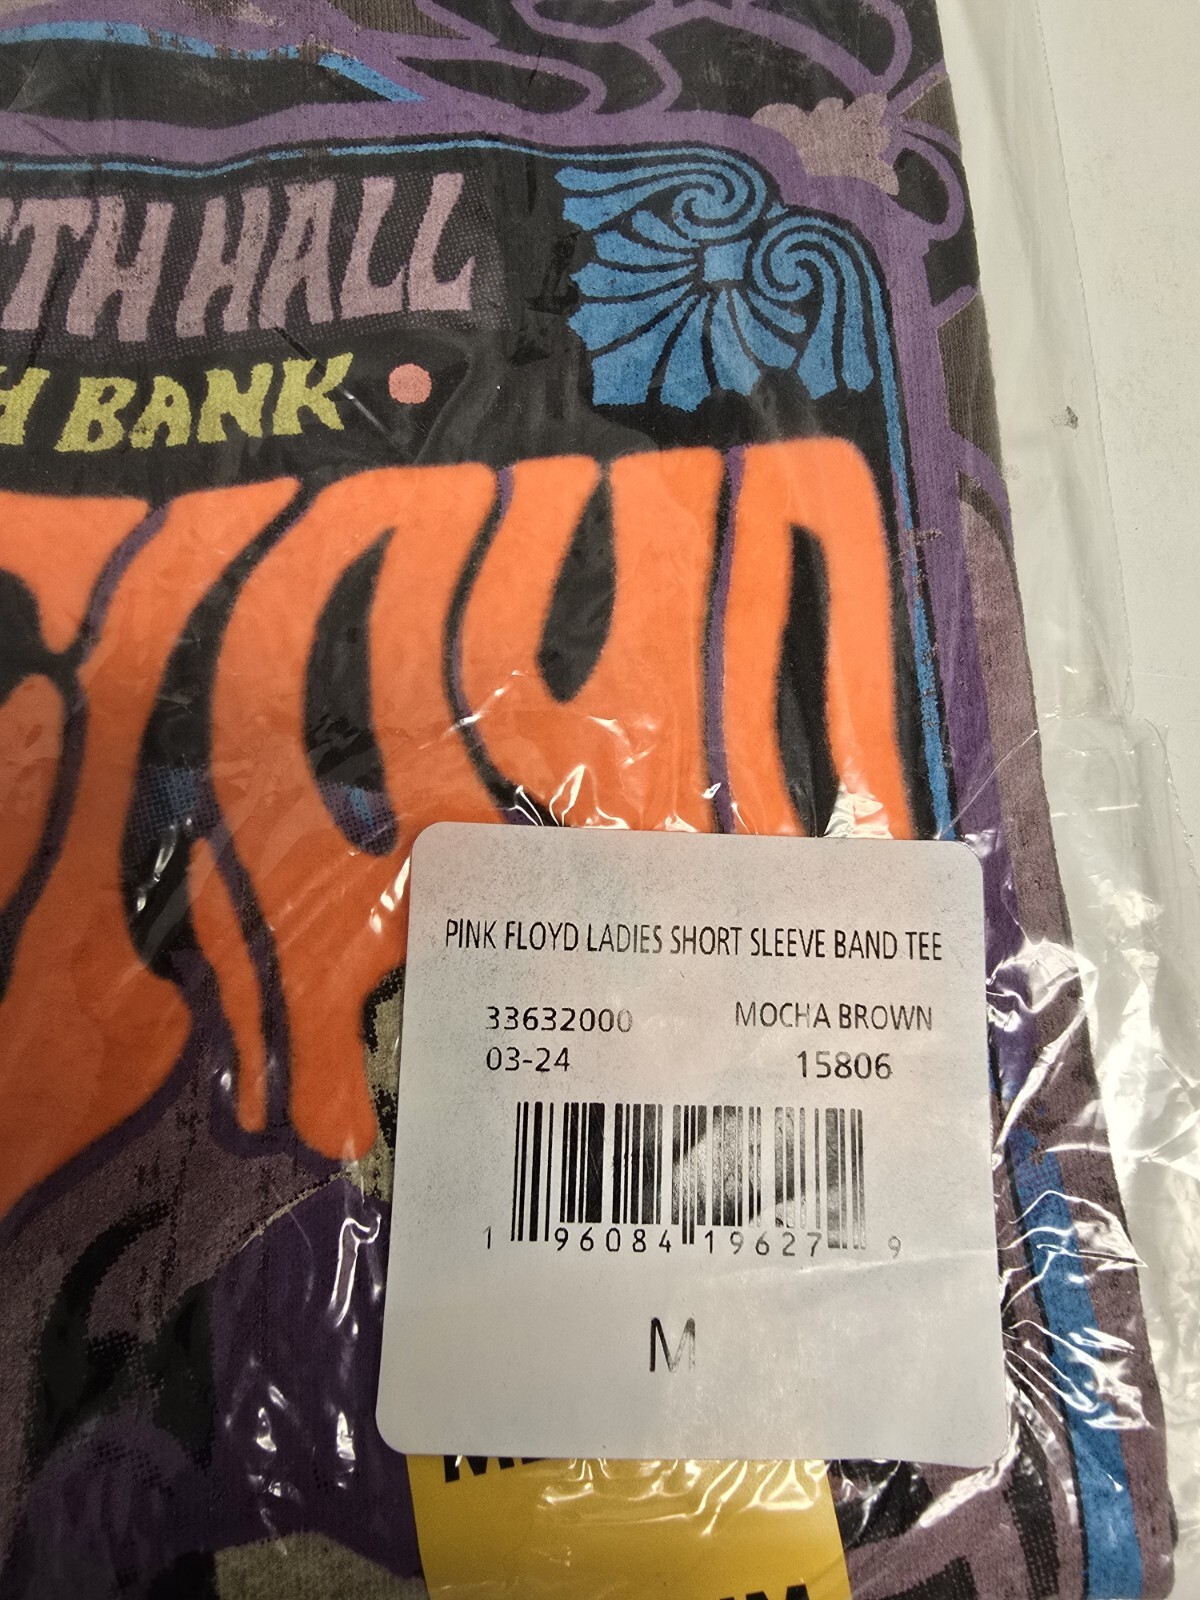 TH HALL
H BANK
FLOYD
PINK FLOYD LADIES SHORT SLEEVE BAND TEE
33632000 MOCHA BROWN
03-24 15806
1 96084 19627 9
M